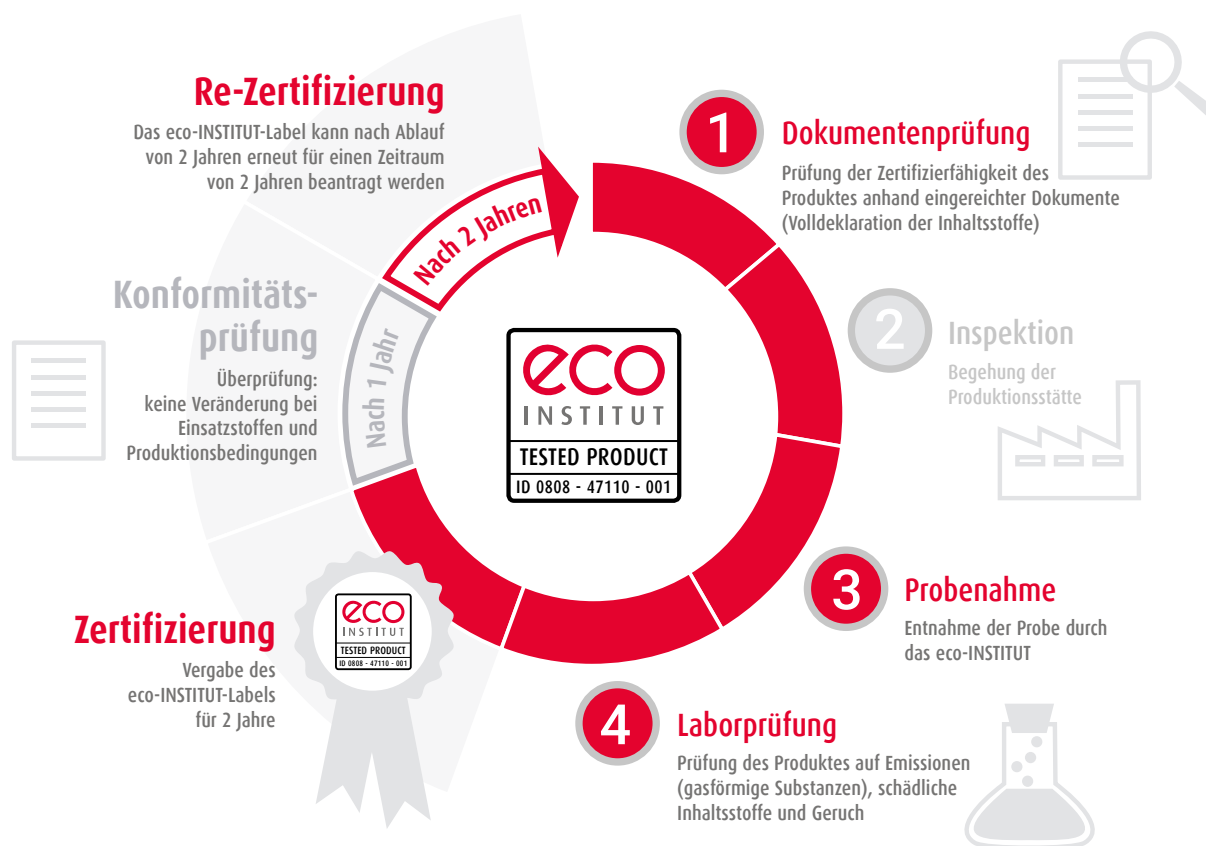 Re-Zertifizierung
Das eco-INSTITUT-Label kann nach Ablauf
von 2 Jahren erneut für einen Zeitraum
von 2 Jahren beantragt werden
Nach 2 Jahren
1
Dokumentenprüfung
Prüfung der Zertifizierfähigkeit des
Produktes anhand eingereichter Dokumente
(Volldeklaration der Inhaltsstoffe)
Konformitäts-
prüfung
Überprüfung:
keine Veränderung bei
Einsatzstoffen und
Produktionsbedingungen
Nach 1 Jahr
2
Inspektion
Begehung der
Produktionsstätte
eco
INSTITUT
TESTED PRODUCT
ID 0808 - 47110 - 001
3
Probenahme
Entnahme der Probe durch
das eco-INSTITUT
Zertifizierung
Vergabe des
eco-INSTITUT-Labels
für 2 Jahre
eco
INSTITUT
TESTED PRODUCT
ID 0808 - 47110 - 001
4
Laborprüfung
Prüfung des Produktes auf Emissionen
(gasförmige Substanzen), schädliche
Inhaltsstoffe und Geruch